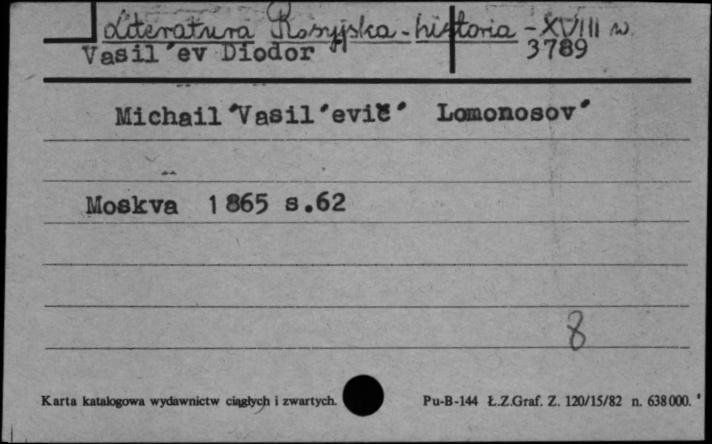 Literatura Rosyjska - historia - XVIII w.
Vasil'ev Diodor 3789
Michail"Vasil'evič' Lomonosov'
Moskva 1865 s.62
8
Karta katalogowa wydawnictw ciągłych i zwartych. Pu-B-144 Ł.Z.Graf. Z. 120/15/82 n. 638000.